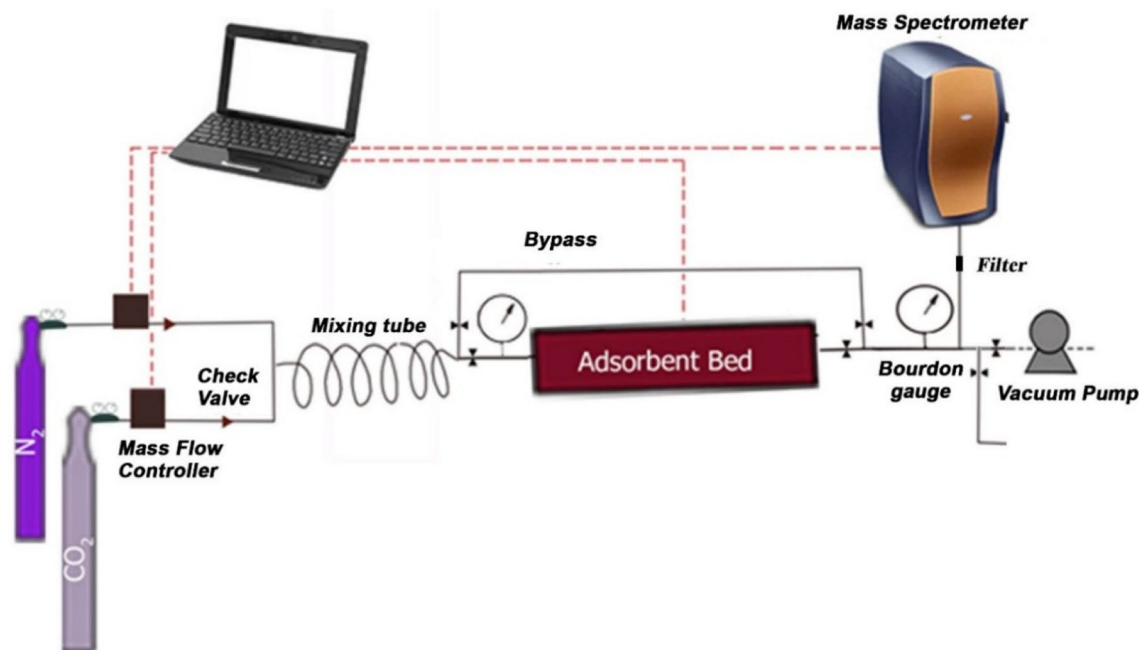 Mass Spectrometer
Bypass
Filter
Mixing tube
Adsorbent Bed
Check
Valve
Bourdon
gauge
Vacuum Pump
Mass Flow
Controller
N2
CO2